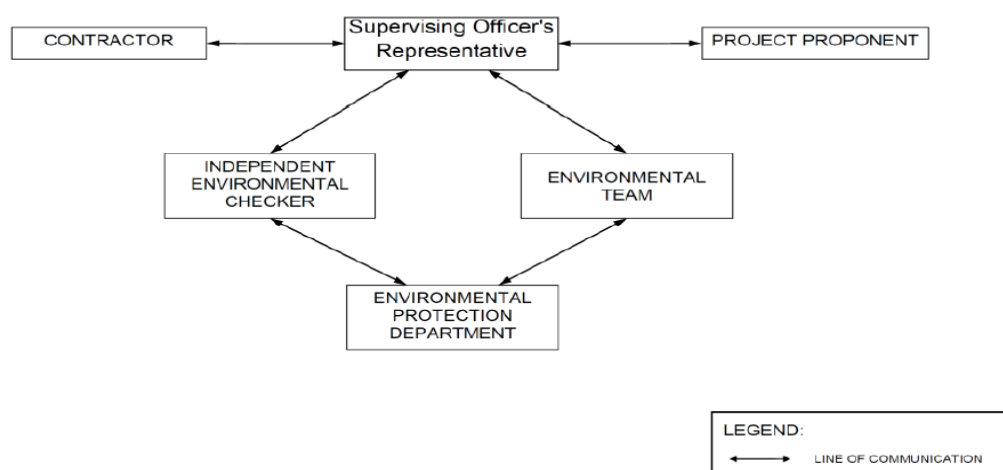 CONTRACTOR
Supervising Officer's
Representative
PROJECT PROPONENT
INDEPENDENT
ENVIRONMENTAL
CHECKER
ENVIRONMENTAL
TEAM
ENVIRONMENTAL
PROTECTION
DEPARTMENT
LEGEND:
LINE OF COMMUNICATION